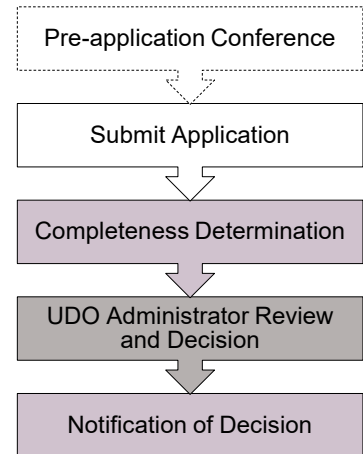 Pre-application Conference
Submit Application
Completeness Determination
UDO Administrator Review
and Decision
Notification of Decision